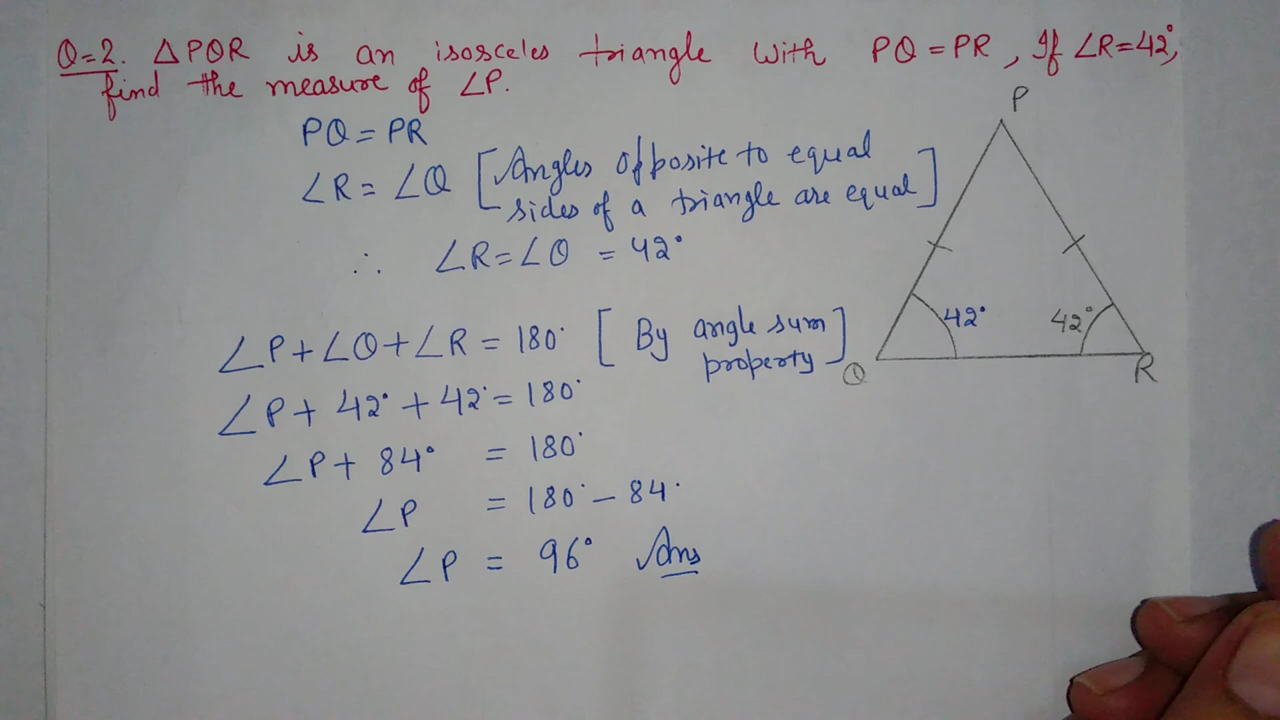 Q=2. △PQR is an isosceles triangle with PQ = PR, If ∠R=42°,
find the measure of ∠P.
PQ = PR
∠R = ∠Q [Angles opposite to equal
sides of a triangle are equal]
∴ ∠R=∠Q = 42°
∠P+∠Q+∠R = 180° [By angle sum
property]
∠P+ 42° + 42° = 180°
∠P+ 84° = 180°
∠P = 180° – 84°
∠P = 96° Ans
P
42° 42°
Q R